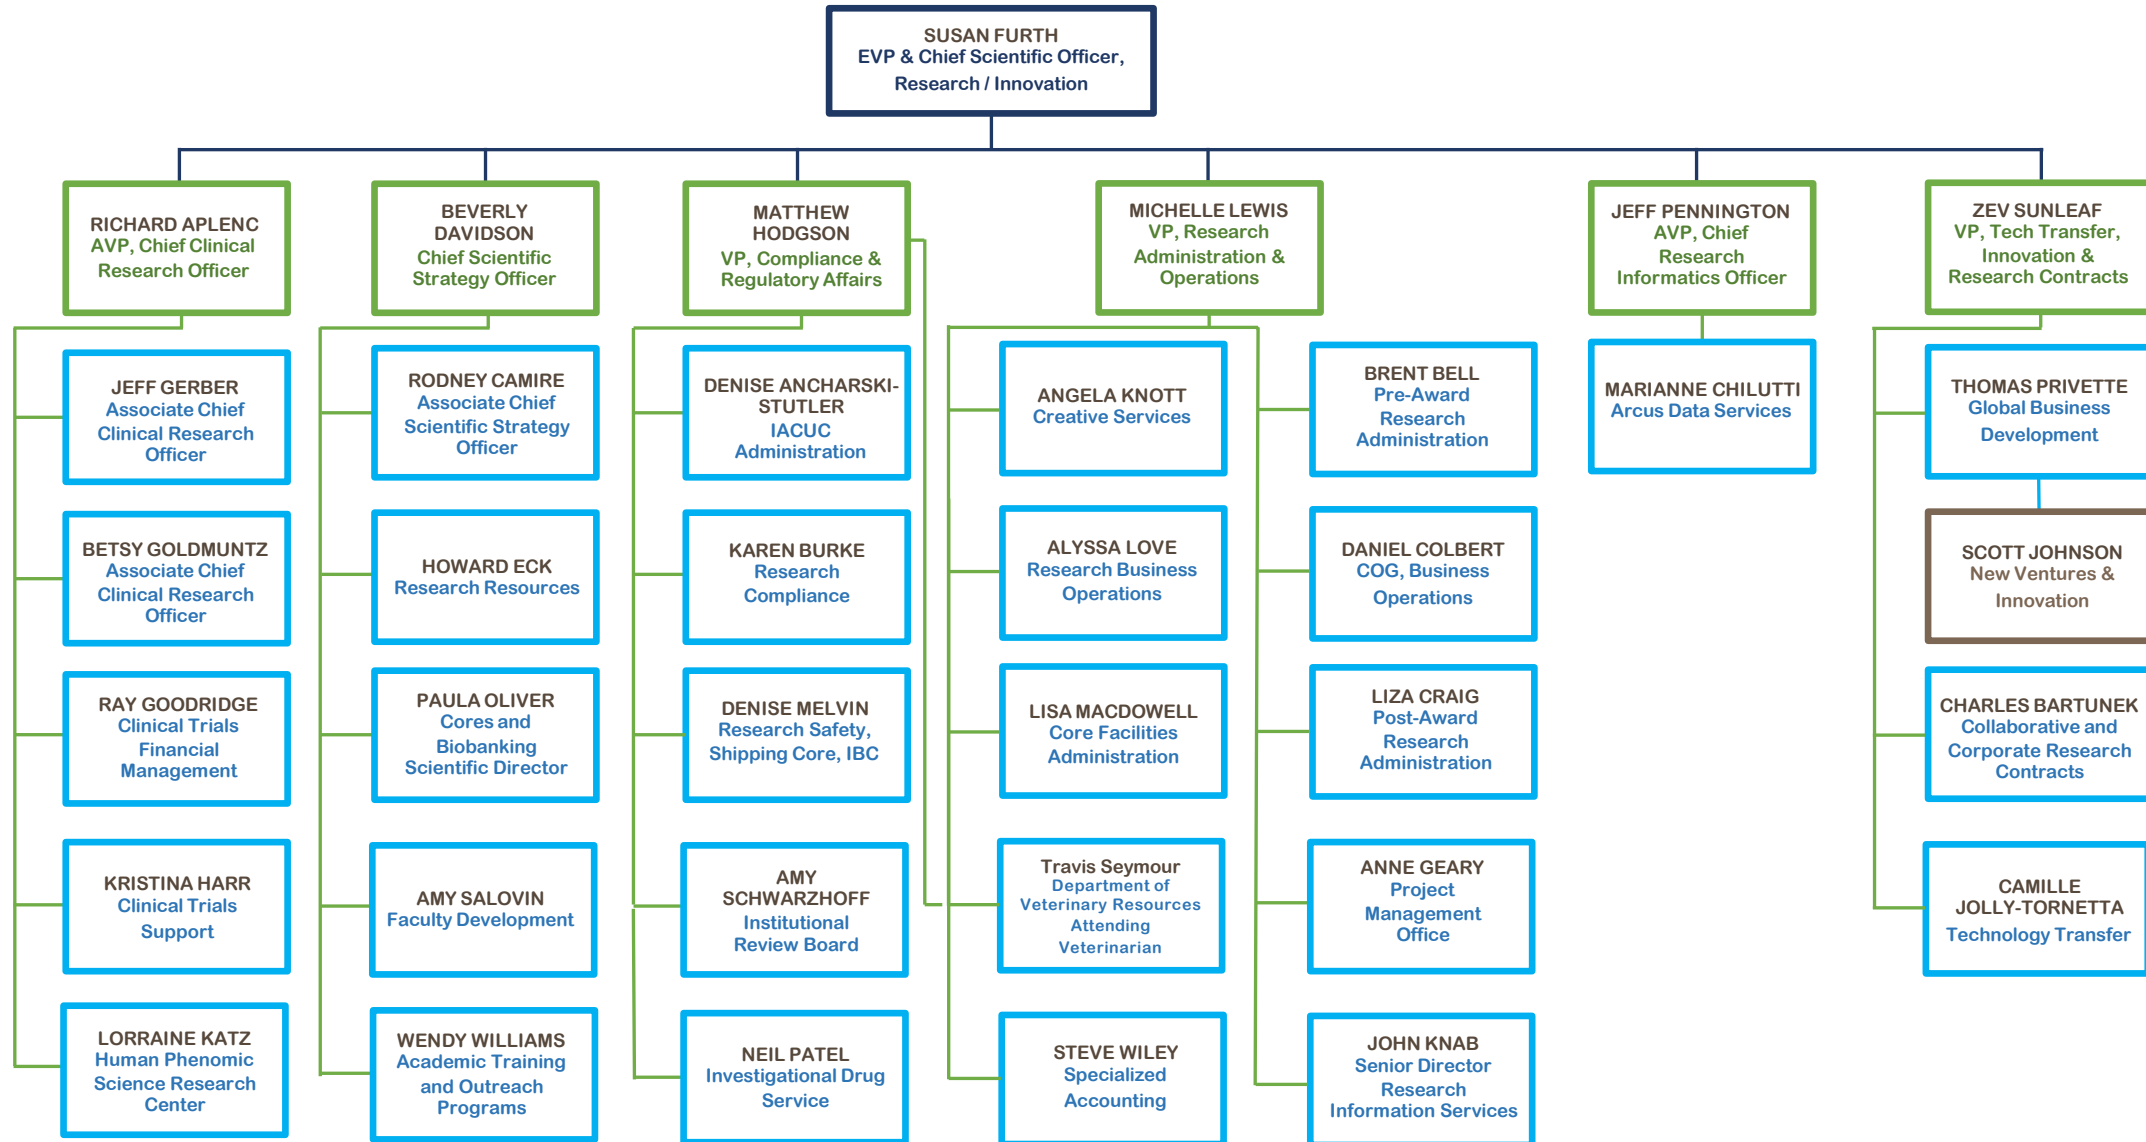 SUSAN FURTH
EVP & Chief Scientific Officer,
Research / Innovation
RICHARD APLENC
AVP, Chief Clinical
Research Officer
JEFF GERBER
Associate Chief
Clinical Research
Officer
BETSY GOLDMUNTZ
Associate Chief
Clinical Research
Officer
RAY GOODRIDGE
Clinical Trials
Financial
Management
KRISTINA HARR
Clinical Trials
Support
LORRAINE KATZ
Human Phenomic
Science Research
Center
BEVERLY
DAVIDSON
Chief Scientific
Strategy Officer
RODNEY CAMIRE
Associate Chief
Scientific Strategy
Officer
HOWARD ECK
Research Resources
PAULA OLIVER
Cores and
Biobanking
Scientific Director
AMY SALOVIN
Faculty Development
WENDY WILLIAMS
Academic Training
and Outreach
Programs
MATTHEW
HODGSON
VP, Compliance &
Regulatory Affairs
DENISE ANCHARSKI-
STUTLER
IACUC
Administration
KAREN BURKE
Research
Compliance
DENISE MELVIN
Research Safety,
Shipping Core, IBC
AMY
SCHWARZHOFF
Institutional
Review Board
NEIL PATEL
Investigational Drug
Service
MICHELLE LEWIS
VP, Research
Administration &
Operations
ANGELA KNOTT
Creative Services
ALYSSA LOVE
Research Business
Operations
LISA MACDOWELL
Core Facilities
Administration
Travis Seymour
Department of
Veterinary Resources
Attending
Veterinarian
STEVE WILEY
Specialized
Accounting
BRENT BELL
Pre-Award
Research
Administration
DANIEL COLBERT
COG, Business
Operations
LIZA CRAIG
Post-Award
Research
Administration
ANNE GEARY
Project
Management
Office
JOHN KNAB
Senior Director
Research
Information Services
JEFF PENNINGTON
AVP, Chief
Research
Informatics Officer
MARIANNE CHILUTTI
Arcus Data Services
ZEV SUNLEAF
VP, Tech Transfer,
Innovation &
Research Contracts
THOMAS PRIVETTE
Global Business
Development
SCOTT JOHNSON
New Ventures &
Innovation
CHARLES BARTUNEK
Collaborative and
Corporate Research
Contracts
CAMILLE
JOLLY-TORNETTA
Technology Transfer